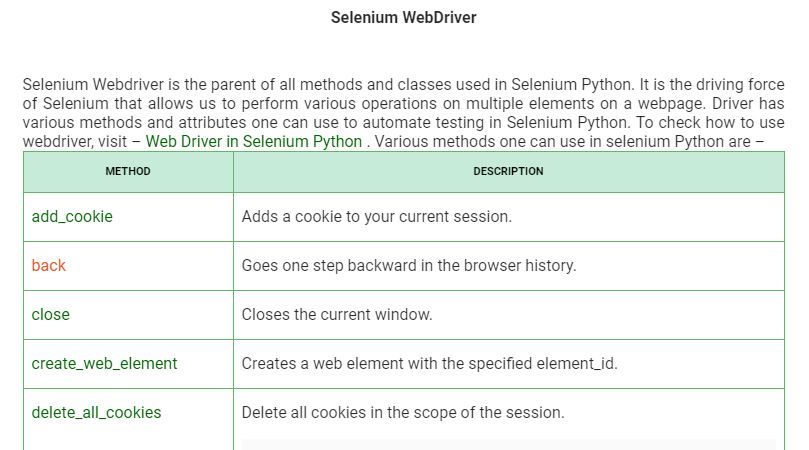 Selenium WebDriver
Selenium Webdriver is the parent of all methods and classes used in Selenium Python. It is the driving force
of Selenium that allows us to perform various operations on multiple elements on a webpage. Driver has
various methods and attributes one can use to automate testing in Selenium Python. To check how to use
webdriver, visit – Web Driver in Selenium Python . Various methods one can use in selenium Python are –
METHOD DESCRIPTION
add_cookie Adds a cookie to your current session.
back Goes one step backward in the browser history.
close Closes the current window.
create_web_element Creates a web element with the specified element_id.
delete_all_cookies Delete all cookies in the scope of the session.